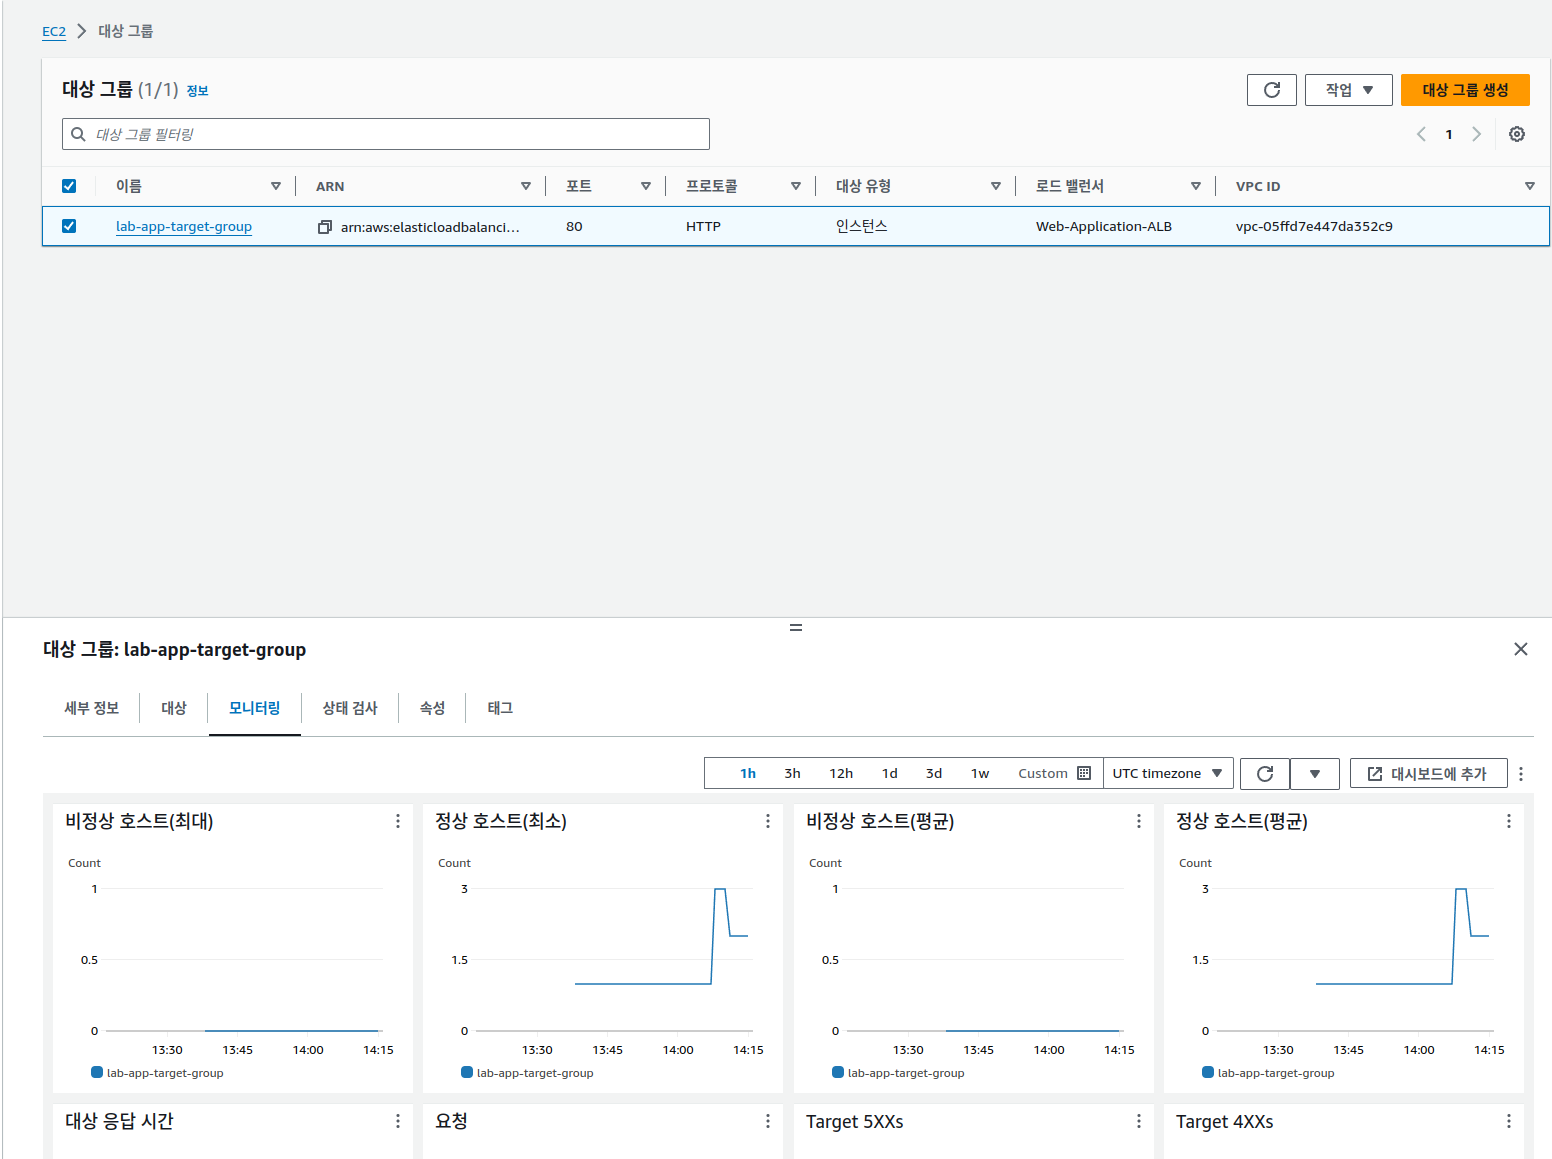 EC2 대상 그룹
대상 그룹 (1/1) 정보
작업
대상 그룹 생성
대상 그룹 필터링
1
이름 ARN 포트 프로토콜 대상 유형 로드 밸런서 VPC ID
lab-app-target-group arn:aws:elasticloadbalanci... 80 HTTP 인스턴스 Web-Application-ALB vpc-05ffd7e447da352c9
대상 그룹: lab-app-target-group
세부 정보 대상 모니터링 상태 검사 속성 태그
1h 3h 12h 1d 3d 1w Custom UTC timezone 대시보드에 추가
비정상 호스트(최대)
Count
1
0.5
0
13:30 13:45 14:00 14:15
lab-app-target-group
정상 호스트(최소)
Count
3
1.5
0
13:30 13:45 14:00 14:15
lab-app-target-group
비정상 호스트(평균)
Count
1
0.5
0
13:30 13:45 14:00 14:15
lab-app-target-group
정상 호스트(평균)
Count
3
1.5
0
13:30 13:45 14:00 14:15
lab-app-target-group
대상 응답 시간
요청
Target 5XXs
Target 4XXs